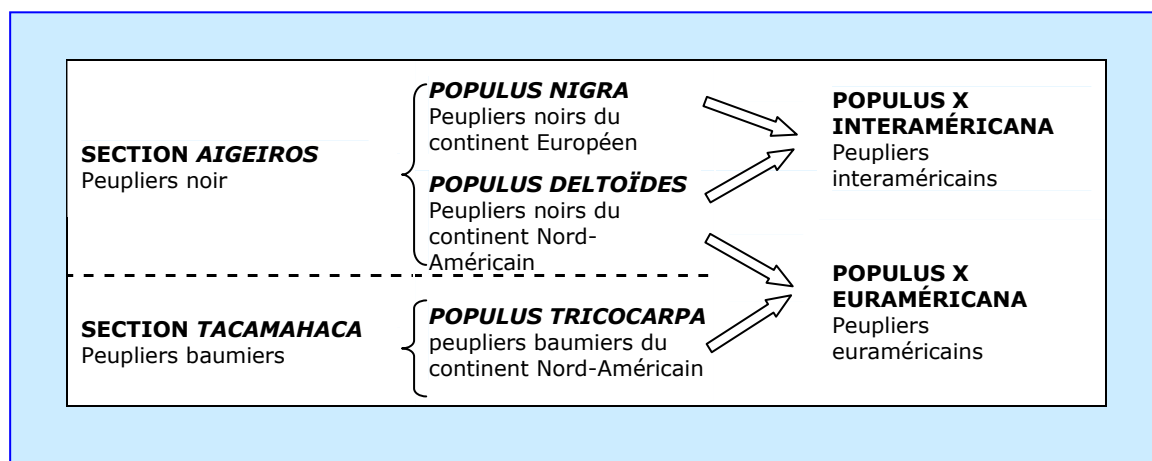 SECTION AIGEIROS
Peupliers noir
POPULUS NIGRA
Peupliers noirs du
continent Européen
POPULUS DELTOÏDES
Peupliers noirs du
continent Nord-
Américain
POPULUS X
INTERAMÉRICANA
Peupliers
interaméricains
SECTION TACAMAHACA
Peupliers baumiers
POPULUS TRICOCARPA
peupliers baumiers du
continent Nord-Américain
POPULUS X
EURAMÉRICANA
Peupliers
euraméricains